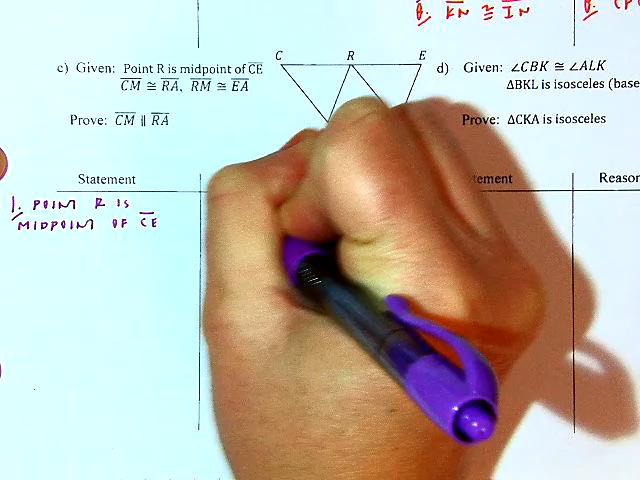 θ. KN ≅ IN θ.
c) Given: Point R is midpoint of CE
CM ≅ RA, RM ≅ EA
Prove: CM ∥ RA
C R E
d) Given: ∠CBK ≅ ∠ALK
ΔBKL is isosceles (base
Prove: ΔCKA is isosceles
Statement
tement Reason
1. POINT R IS
MIDPOINT OF CE